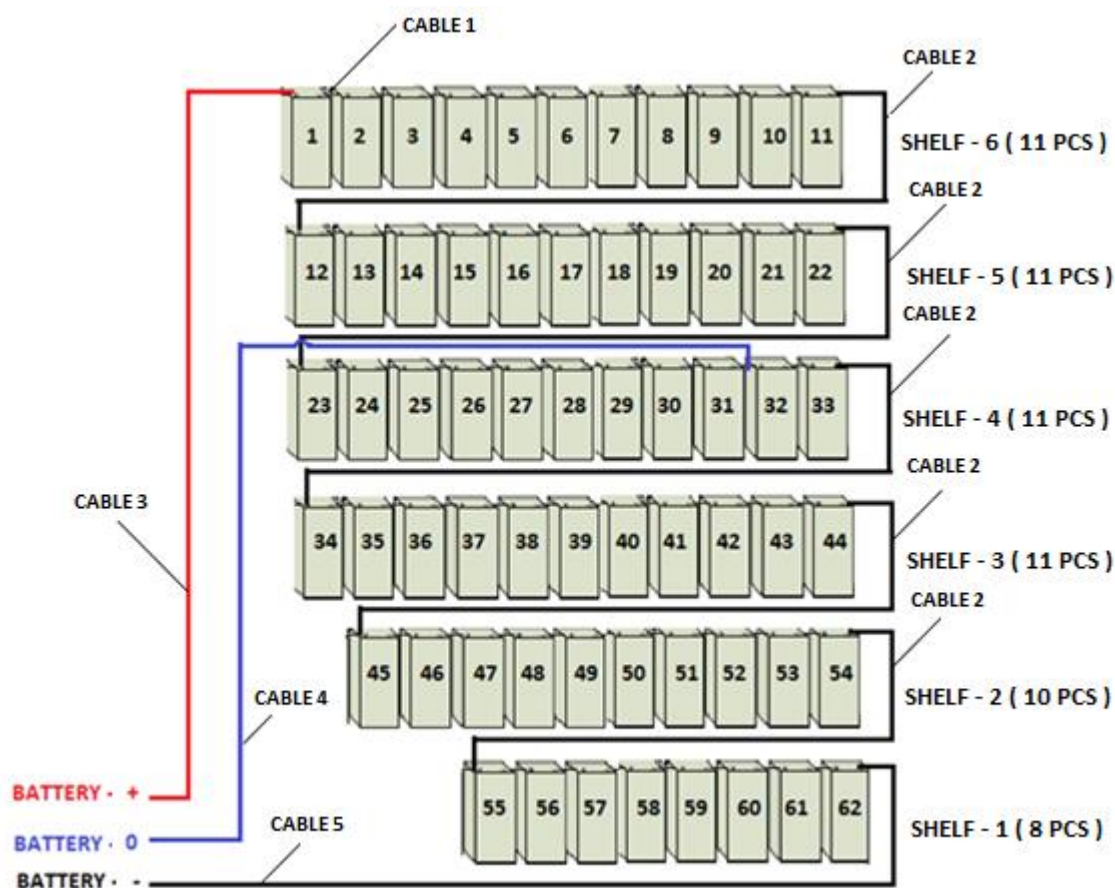 CABLE 1
CABLE 2
1 2 3 4 5 6 7 8 9 10 11
SHELF - 6 ( 11 PCS )
CABLE 2
12 13 14 15 16 17 18 19 20 21 22
SHELF - 5 ( 11 PCS )
CABLE 2
23 24 25 26 27 28 29 30 31 32 33
SHELF - 4 ( 11 PCS )
CABLE 2
CABLE 3
34 35 36 37 38 39 40 41 42 43 44
SHELF - 3 ( 11 PCS )
CABLE 2
45 46 47 48 49 50 51 52 53 54
SHELF - 2 ( 10 PCS )
CABLE 4
BATTERY - +
55 56 57 58 59 60 61 62
CABLE 5
SHELF - 1 ( 8 PCS )
BATTERY - 0
BATTERY - -